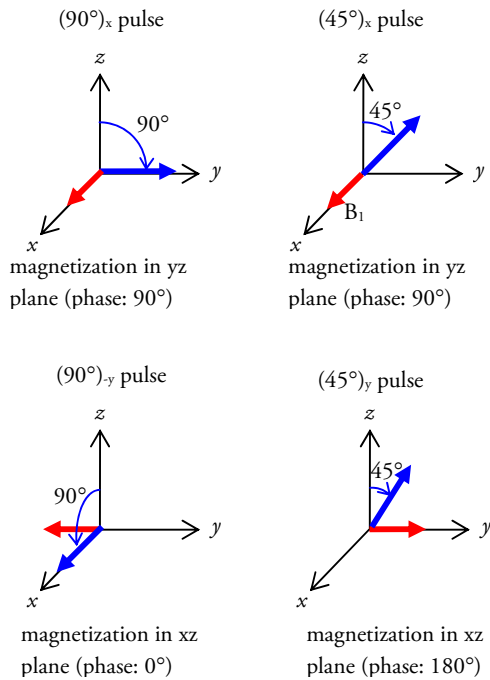 (90°)ₓ pulse
(45°)ₓ pulse
z
z
90°
45°
y
y
B₁
x
x
magnetization in yz
plane (phase: 90°)
magnetization in yz
plane (phase: 90°)
(90°)-y pulse
(45°)y pulse
z
z
90°
45°
y
y
x
x
magnetization in xz
plane (phase: 0°)
magnetization in xz
plane (phase: 180°)